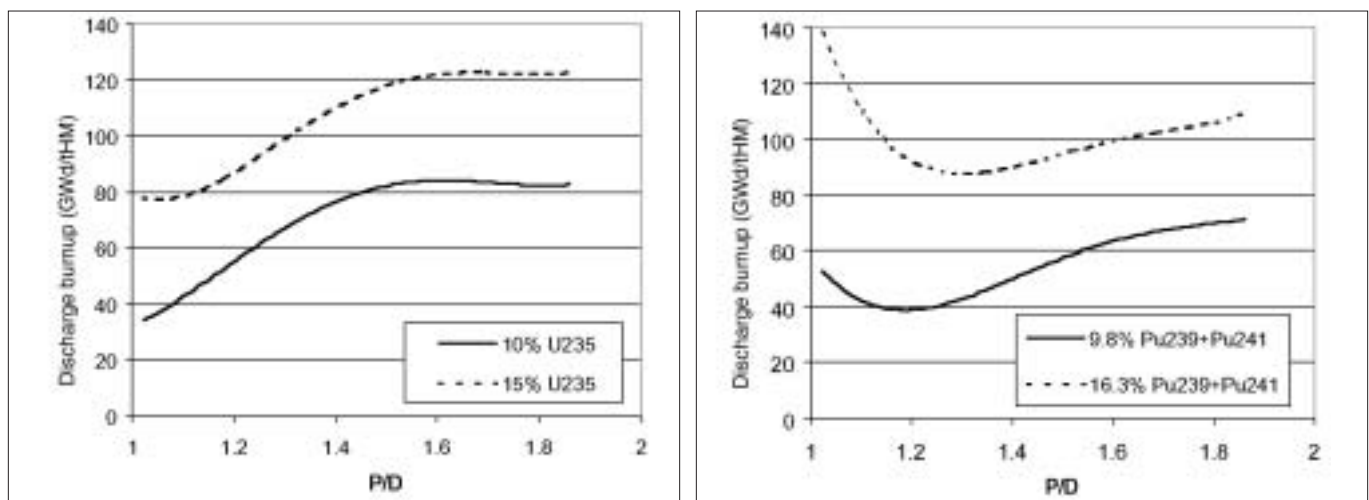 140
120
100
80
60
40
20
0
Discharge burnup (GWd/tHM)
10% U235
15% U235
1 1.2 1.4 1.6 1.8 2
P/D
140
120
100
80
60
40
20
0
Discharge burnup (GWd/tHM)
9.8% Pu239+Pu241
16.3% Pu239+Pu241
1 1.2 1.4 1.6 1.8 2
P/D